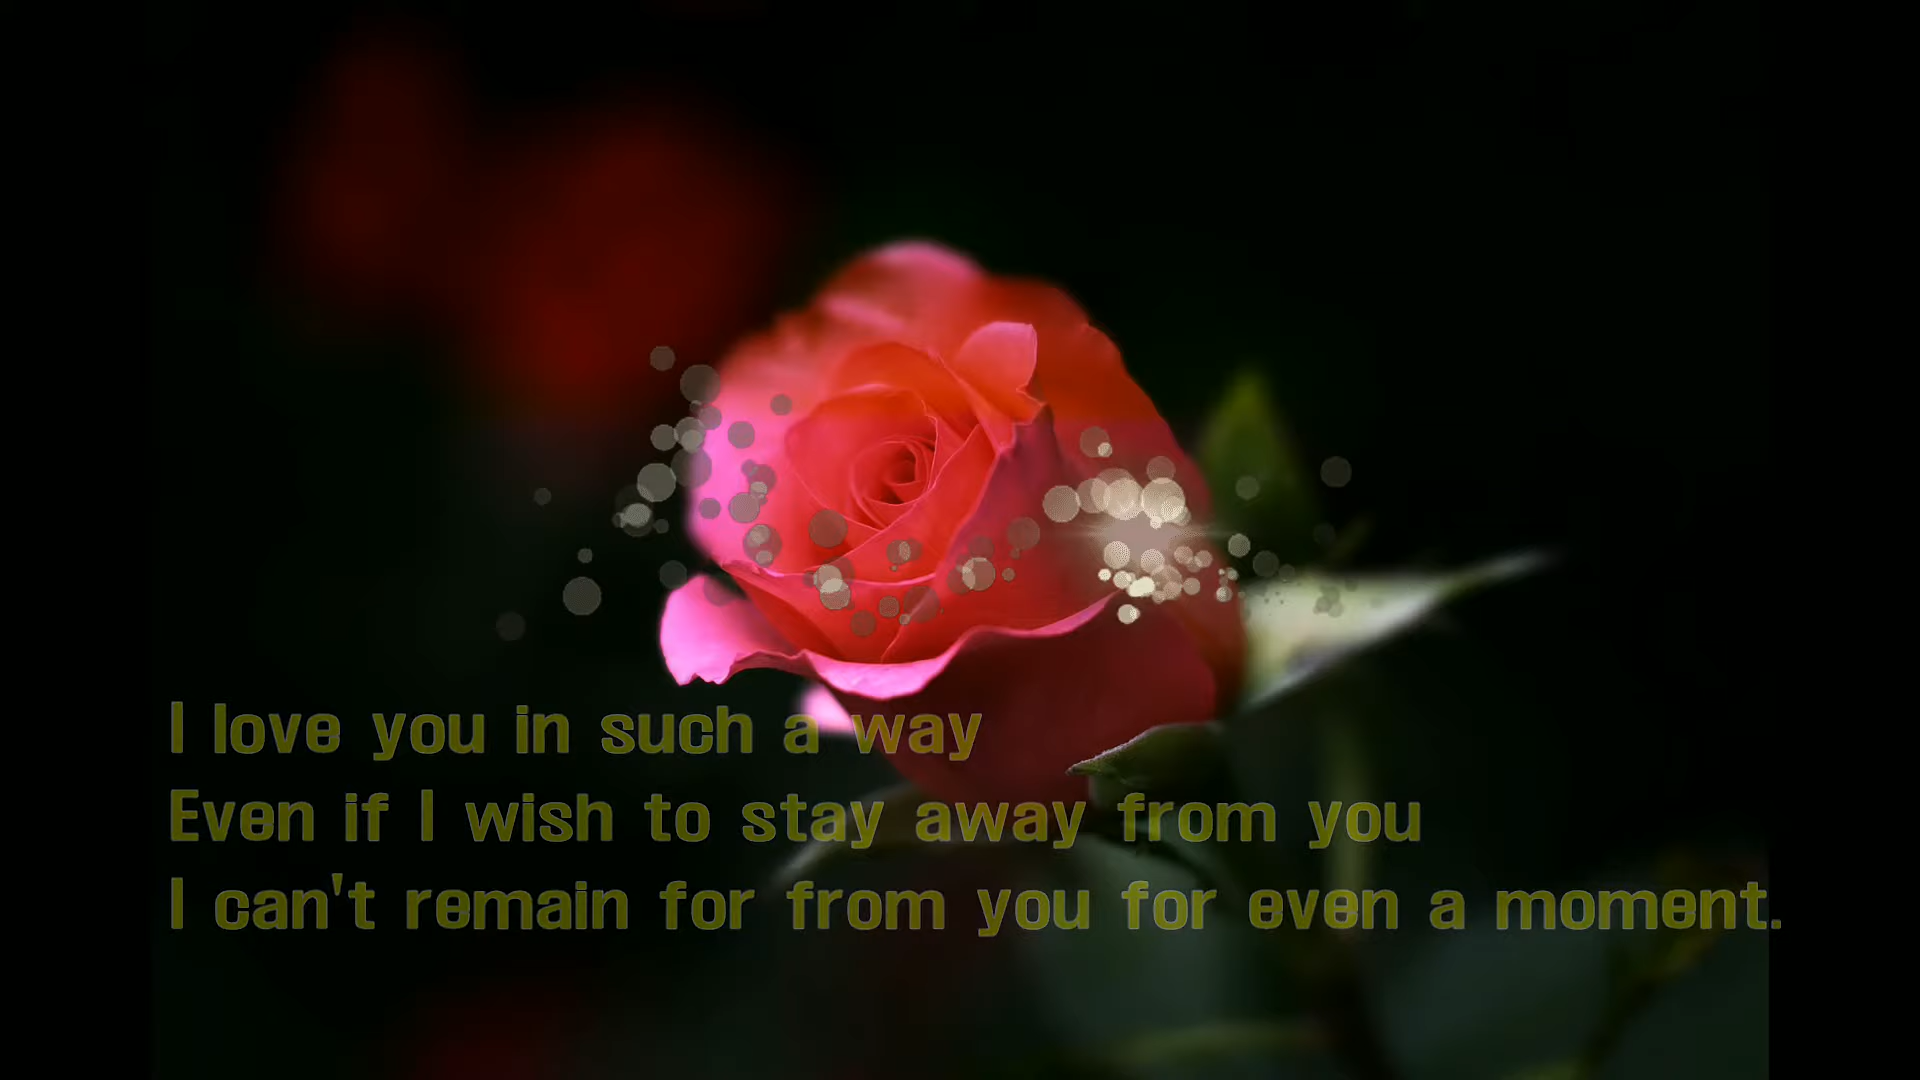 I love you in such a way
Even if I wish to stay away from you
I can't remain for from you for even a moment.